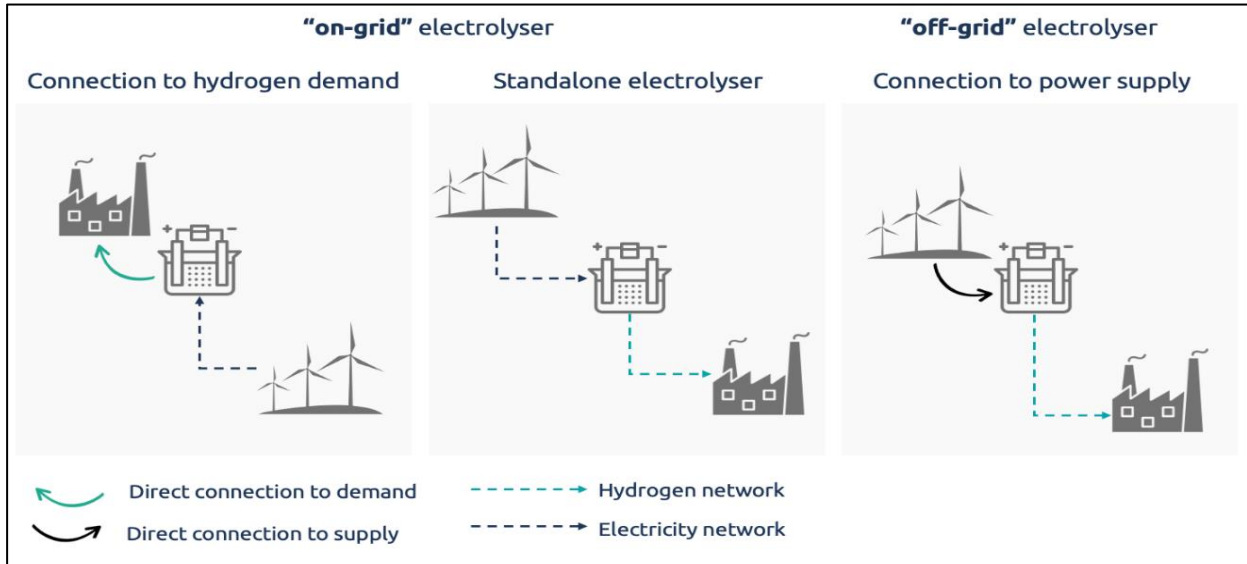 “on-grid” electrolyser
“off-grid” electrolyser
Connection to hydrogen demand
Standalone electrolyser
Connection to power supply
+ −
+ −
+ −
Direct connection to demand
Hydrogen network
Direct connection to supply
Electricity network